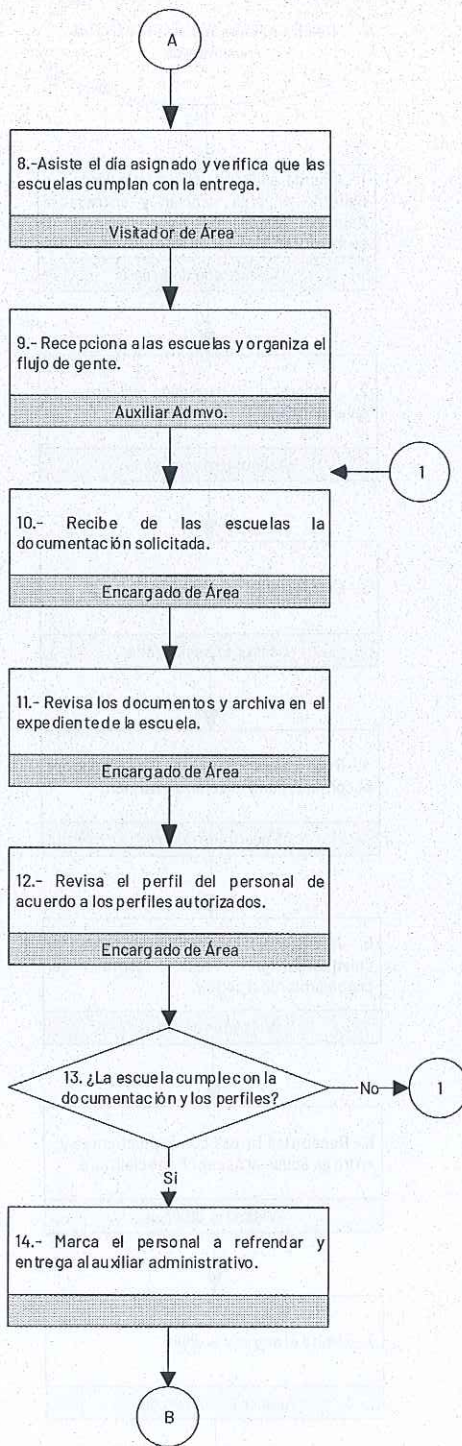 A
8.-Asiste el día asignado y verifica que las
escuelas cumplan con la entrega.
Visitador de Área
9.- Recepciona a las escuelas y organiza el
flujo de gente.
Auxiliar Admvo.
1
10.- Recibe de las escuelas la
documentación solicitada.
Encargado de Área
11.- Revisa los documentos y archiva en el
expediente de la escuela.
Encargado de Área
12.- Revisa el perfil del personal de
acuerdo a los perfiles autorizados.
Encargado de Área
13. ¿La escuela cumple con la
documentación y los perfiles?
No
1
Si
14.- Marca el personal a refrendar y
entrega al auxiliar administrativo.
B